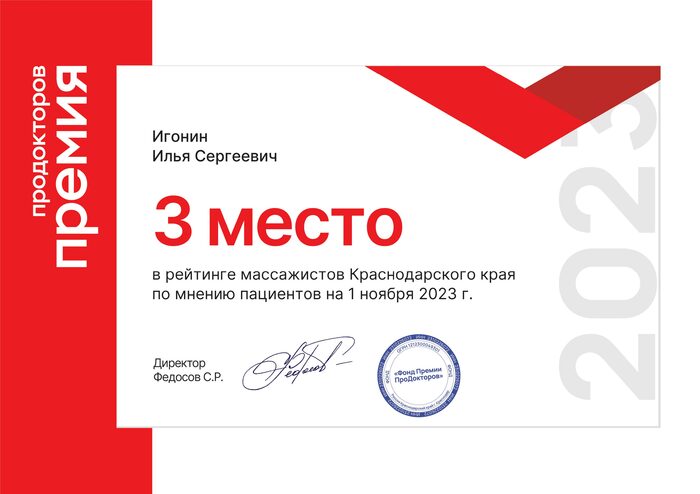 продокторов
премия
2023
Игонин
Илья Сергеевич
3 место
в рейтинге массажистов Краснодарского края
по мнению пациентов на 1 ноября 2023 г.
Директор
Федосов С.Р.
«Фонд Премии
ПроДокторов»